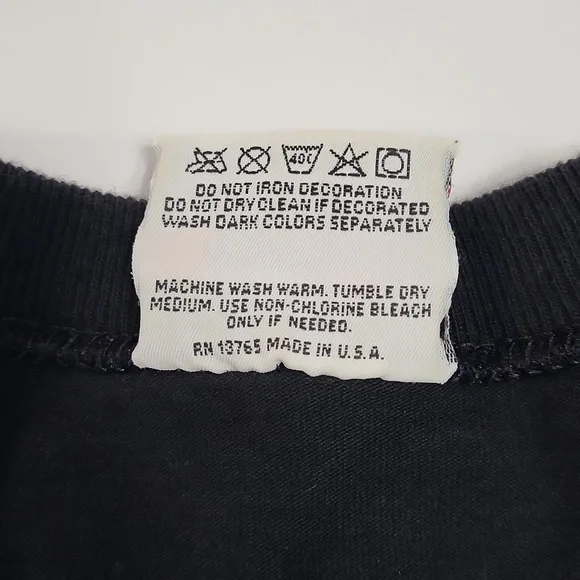 40C
DO NOT IRON DECORATION
DO NOT DRY CLEAN IF DECORATED
WASH DARK COLORS SEPARATELY
MACHINE WASH WARM. TUMBLE DRY
MEDIUM. USE NON-CHLORINE BLEACH
ONLY IF NEEDED.
RN 13765 MADE IN U.S.A.